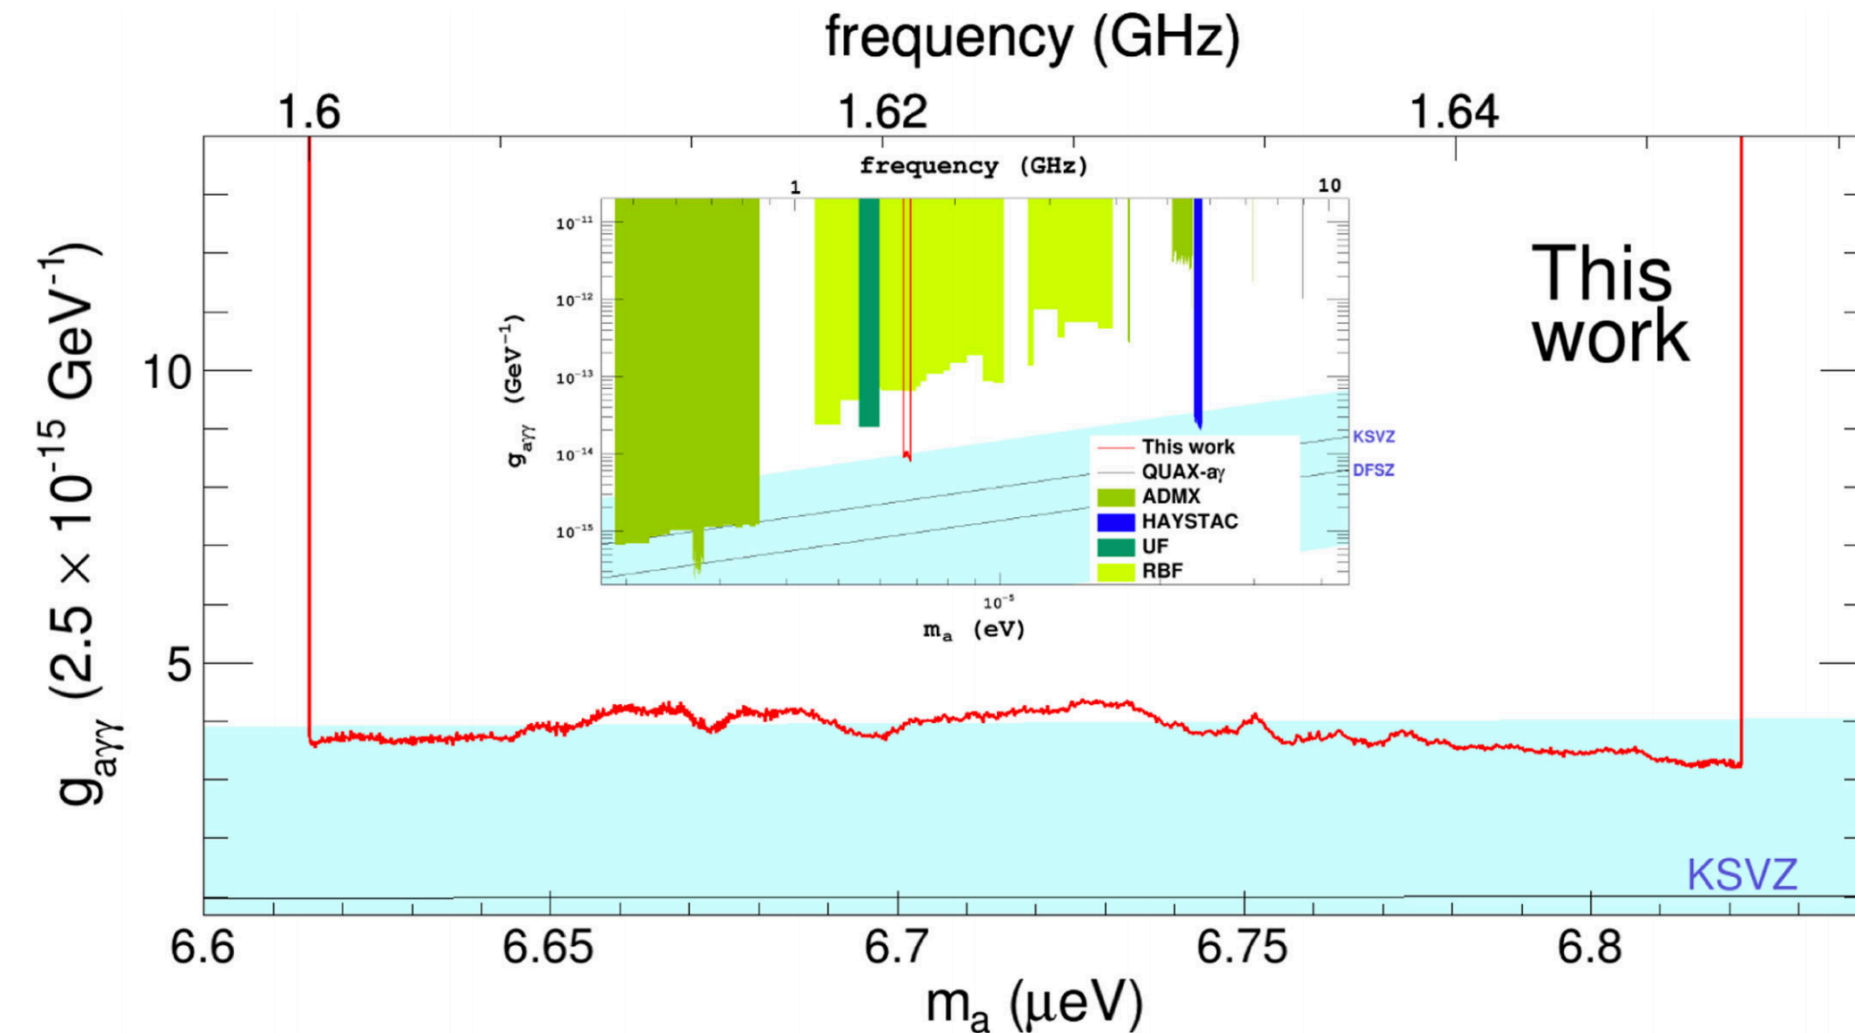 frequency (GHz)
1.6 1.62 1.64
frequency (GHz)
1 10
10⁻¹¹
10⁻¹²
10⁻¹³
10⁻¹⁴
10⁻¹⁵
g_aγγ (GeV⁻¹)
This work
QUAX-aγ
ADMX
HAYSTAC
UF
RBF
KSVZ
DFSZ
10⁻⁵
mₐ (eV)
This
work
10
5
g_aγγ (2.5 × 10⁻¹⁵ GeV⁻¹)
KSVZ
6.6 6.65 6.7 6.75 6.8
mₐ (μeV)